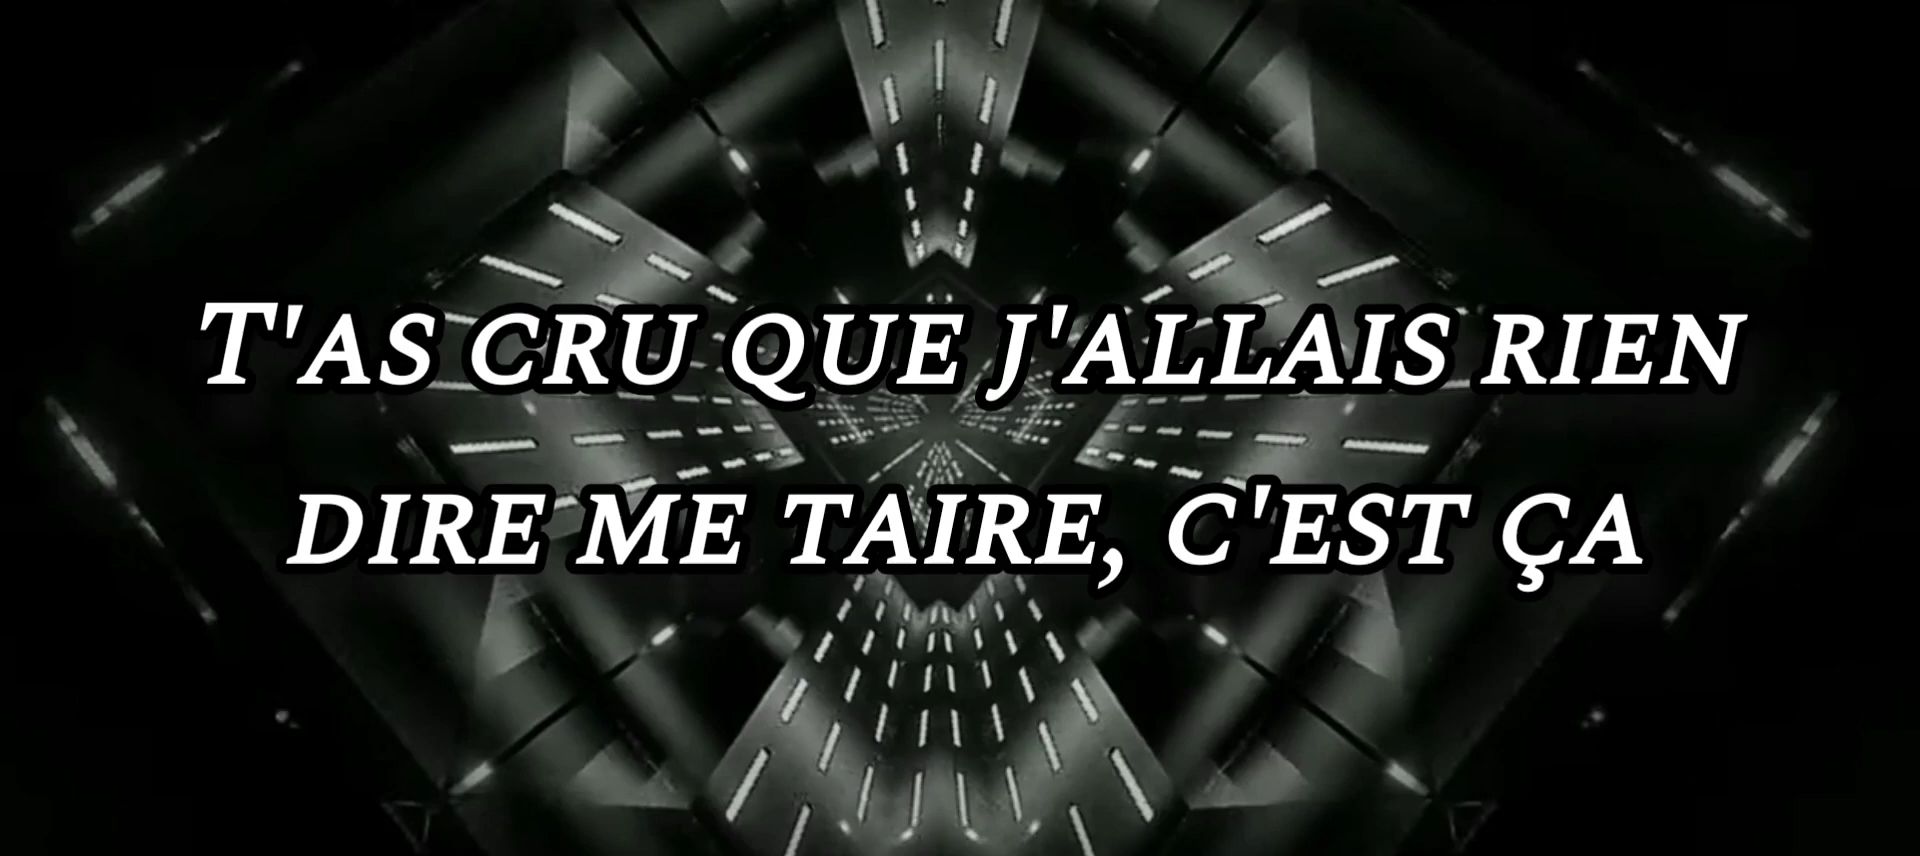 T'AS CRU QUE J'ALLAIS RIEN
DIRE ME TAIRE, C'EST ÇA